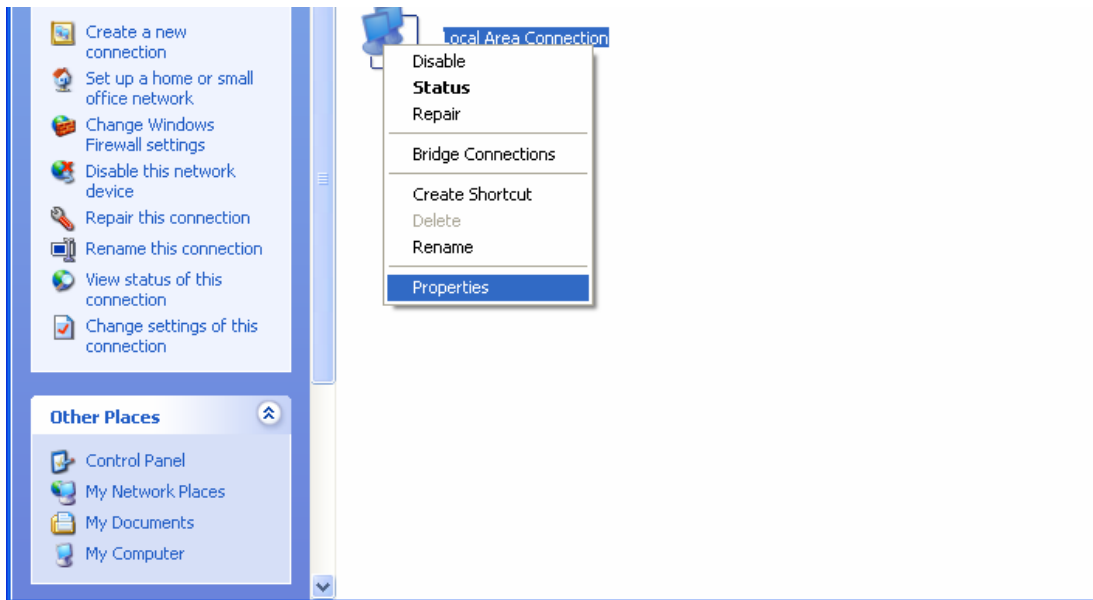 Create a new
connection
Set up a home or small
office network
Change Windows
Firewall settings
Disable this network
device
Repair this connection
Rename this connection
View status of this
connection
Change settings of this
connection
Other Places
Control Panel
My Network Places
My Documents
My Computer
Local Area Connection
Disable
Status
Repair
Bridge Connections
Create Shortcut
Delete
Rename
Properties